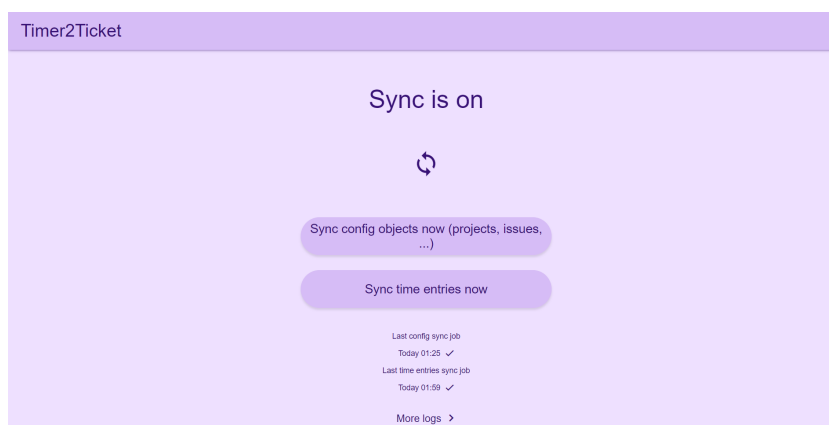 Timer2Ticket
Sync is on
Sync config objects now (projects, issues,
...)
Sync time entries now
Last config sync job
Today 01:25
Last time entries sync job
Today 01:59
More logs